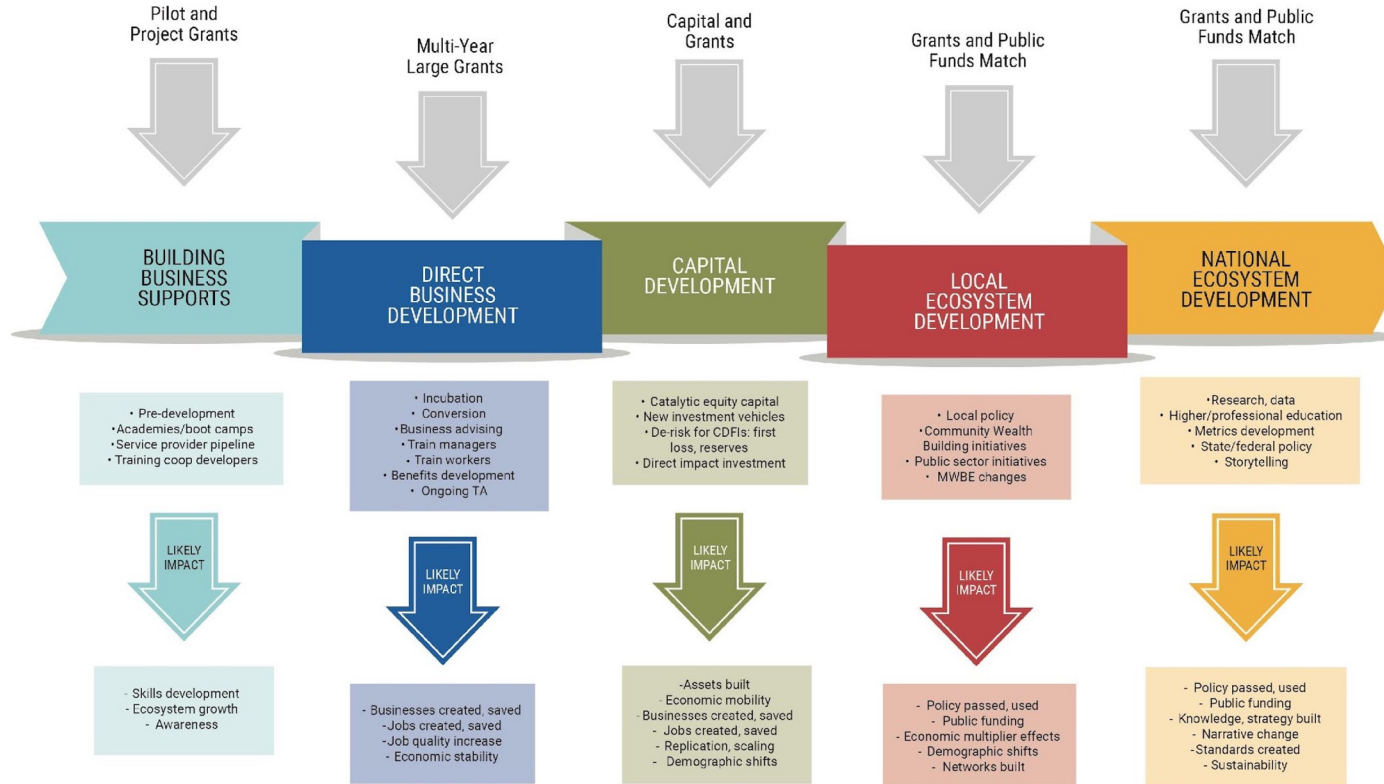 Pilot and
Project Grants
Multi-Year
Large Grants
Capital and
Grants
Grants and Public
Funds Match
Grants and Public
Funds Match
BUILDING
BUSINESS
SUPPORTS
DIRECT
BUSINESS
DEVELOPMENT
CAPITAL
DEVELOPMENT
LOCAL
ECOSYSTEM
DEVELOPMENT
NATIONAL
ECOSYSTEM
DEVELOPMENT
• Pre-development
• Academies/boot camps
• Service provider pipeline
• Training coop developers
• Incubation
• Conversion
• Business advising
• Train managers
• Train workers
• Benefits development
• Ongoing TA
• Catalytic equity capital
• New investment vehicles
• De-risk for CDFIs: first
loss, reserves
• Direct impact investment
• Local policy
• Community Wealth
Building initiatives
• Public sector initiatives
• MWBE changes
• Research, data
• Higher/professional education
• Metrics development
• State/federal policy
• Storytelling
LIKELY
IMPACT
LIKELY
IMPACT
LIKELY
IMPACT
LIKELY
IMPACT
LIKELY
IMPACT
- Skills development
- Ecosystem growth
- Awareness
- Businesses created, saved
- Jobs created, saved
- Job quality increase
- Economic stability
-Assets built
- Economic mobility
- Businesses created, saved
- Jobs created, saved
- Replication, scaling
- Demographic shifts
- Policy passed, used
- Public funding
- Economic multiplier effects
- Demographic shifts
- Networks built
- Policy passed, used
- Public funding
- Knowledge, strategy built
- Narrative change
-Standards created
- Sustainability